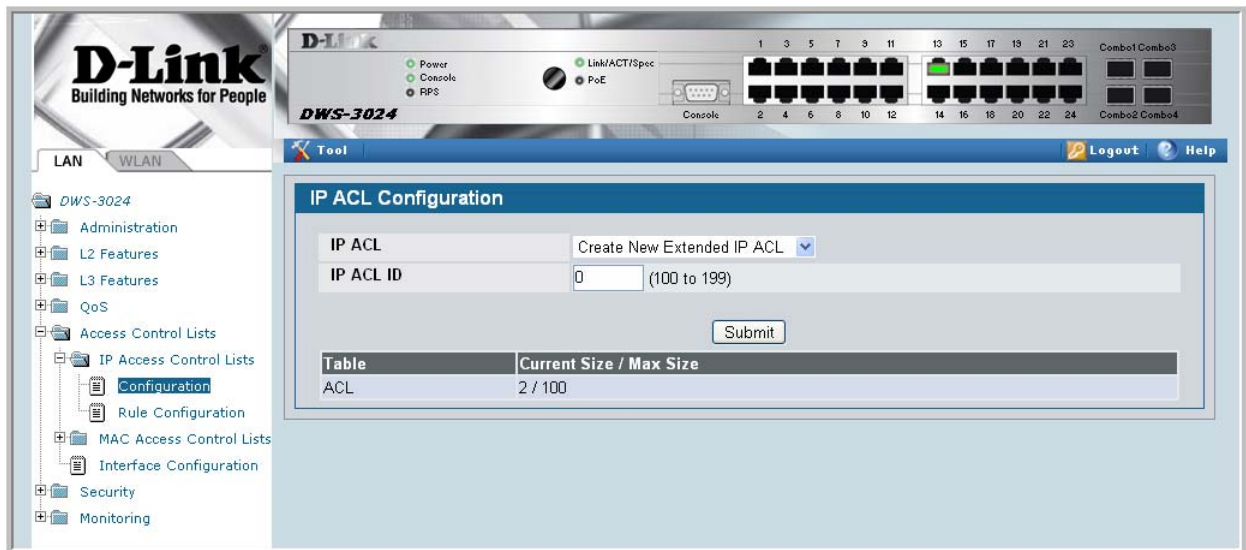 D-Link
Building Networks for People
D-Link
DWS-3024
Power
Console
RPS
Link/ACT/Spec
PoE
Console
1 3 5 7 9 11 13 15 17 19 21 23
2 4 6 8 10 12 14 16 18 20 22 24
Combo1 Combo3
Combo2 Combo4
LAN WLAN
Tool
Logout
Help
DWS-3024
Administration
L2 Features
L3 Features
QoS
Access Control Lists
IP Access Control Lists
Configuration
Rule Configuration
MAC Access Control Lists
Interface Configuration
Security
Monitoring
IP ACL Configuration
IP ACL Create New Extended IP ACL
IP ACL ID 0 (100 to 199)
Submit
Table Current Size / Max Size
ACL 2 / 100